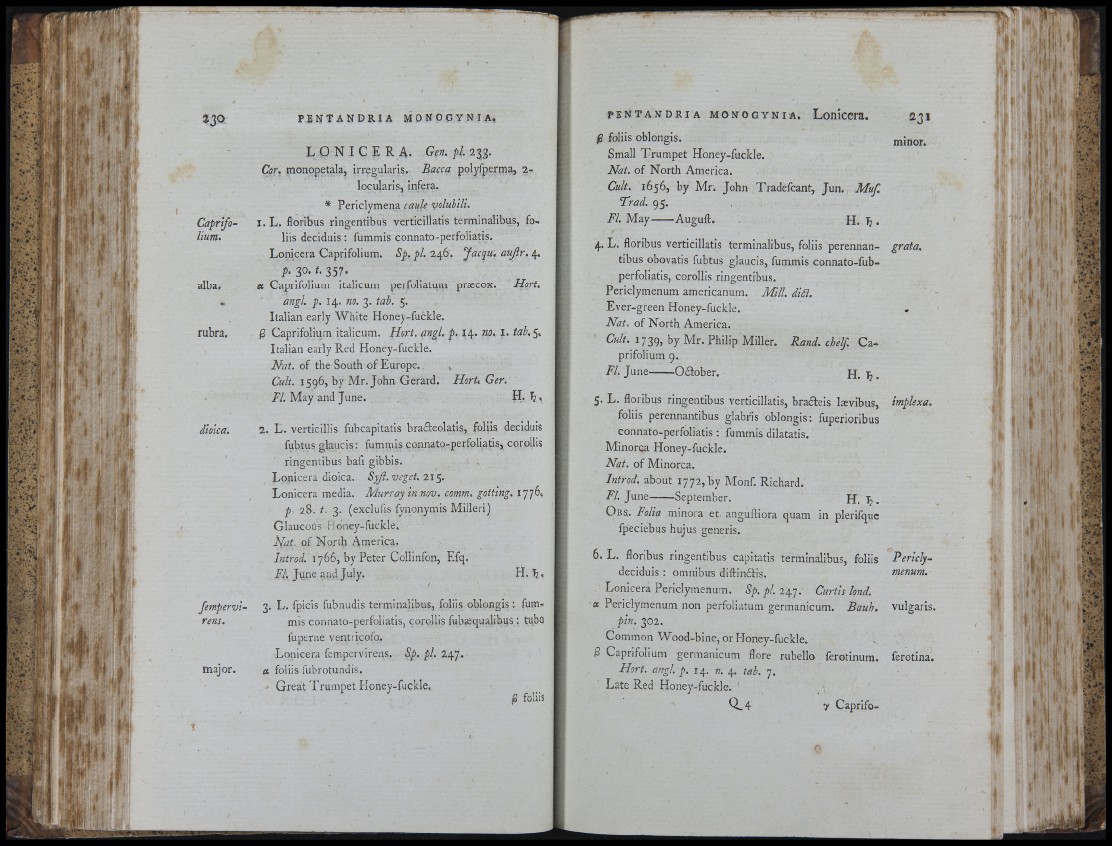 230 PENTANDRIA MONOGYNIA.
LONICERA. Gen. pl. 233.
Cor. monopetala, irregularis. Bacca polyſperma, 2-
locularis, infera.
* Periclymena caule volubili.
Caprifo- 1. L. floribus ringentibus verticillatis terminalibus, fo-
lium. liis deciduis: ſummis connato-perfoliatis.
Lonicera Caprifolium. Sp. pl. 246. Jacqu. auſtr. 4.
p. 30. t. 357.
alba. α Caprifolium italicum perfoliatum præcox. Hort.
angl. p. 14. no. 3. tab. 5.
Italian early White Honey-ſuckle.
rubra. β Caprifolium italicum. Hort. angl. p. 14. no. 1. tab. 5.
Italian early Red Honey-ſuckle.
Nat. of the South of Europe.
Cult. 1596, by Mr. John Gerard. Hort. Ger.
Fl. May and June. H. ♄.
dioica. 2. L. verticillis ſubcapitatis bracteolatis, foliis deciduis
ſubtus glaucis: ſummis connato-perfoliatis, corollis
ringentibus baſi gibbis.
Lonicera dioica. Syſt. veget. 215.
Lonicera media. Murray in nov. comm. gotting. 1776.
p. 28. t. 3. (excluſis ſynonymis Milleri)
Glaucous Honey-ſuckle.
Nat. of North America.
Introd. 1766, by Peter Collinſon, Eſq.
Fl. June and July. H. ♄.
ſempervi- 3. L. ſpicis ſubnudis terminalibus, foliis oblongis: ſum-
rens. mis connato-perfoliatis, corollis ſubæqualibus: tubo
ſuperne ventricoſo.
Lonicera ſempervirens. Sp. pl. 247.
major. α foliis ſubrotundis.
Great Trumpet Honey-ſuckle.
β foliis
PENTANDRIA MONOGYNIA. Lonicera. 231
β foliis oblongis. minor.
Small Trumpet Honey-ſuckle.
Nat. of North America.
Cult. 1656, by Mr. John Tradeſcant, Jun. Muſ.
Trad. 95.
Fl. May——Auguſt. H. ♄.
4. L. floribus verticillatis terminalibus, foliis perennan- grata.
tibus obovatis ſubtus glaucis, ſummis connato-ſub-
perfoliatis, corollis ringentibus.
Periclymenum americanum. Mill. dict.
Ever-green Honey-ſuckle.
Nat. of North America.
Cult. 1739, by Mr. Philip Miller. Rand. chelſ. Ca-
prifolium 9.
Fl. June——October. H. ♄.
5. L. floribus ringentibus verticillatis, bracteis lævibus, implexa.
foliis perennantibus glabris oblongis: ſuperioribus
connato-perfoliatis: ſummis dilatatis.
Minorca Honey-ſuckle.
Nat. of Minorca.
Introd. about 1772, by Monſ. Richard.
Fl. June——September. H. ♄.
OBS. Folia minora et anguſtiora quam in pleriſque
ſpeciebus hujus generis.
6. L. floribus ringentibus capitatis terminalibus, foliis Pericly-
deciduis: omnibus diſtinctis. menum.
Lonicera Periclymenum. Sp. pl. 247. Curtis lond.
α Periclymenum non perfoliatum germanicum. Bauh. vulgaris.
pin. 302.
Common Wood-bine, or Honey-ſuckle.
β Caprifolium germanicum flore rubello ſerotinum. ſerotina.
Hort. angl. p. 14. n. 4. tab. 7.
Late Red Honey-ſuckle.
Q 4 γ Caprifo-